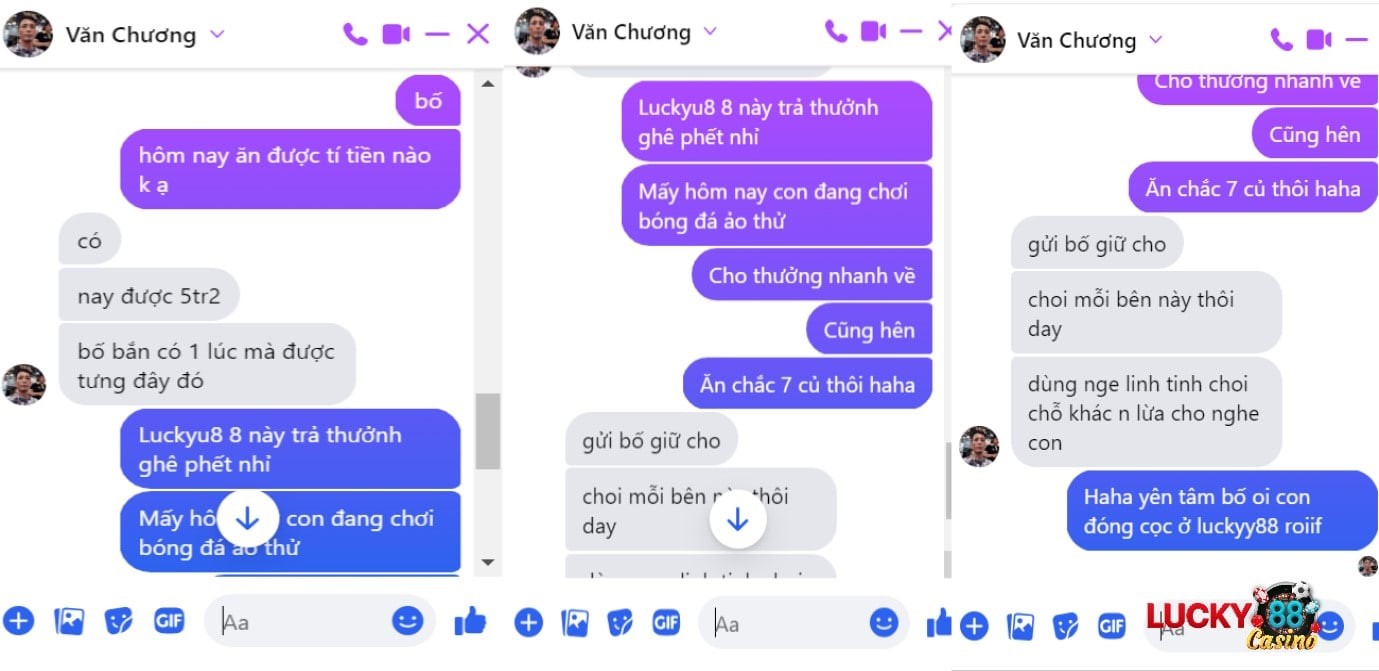 Văn Chương
bố
hôm nay ăn được tí tiền nào
k ạ
có
nay được 5tr2
bố bắn có 1 lúc mà được
tưng đây đó
Luckyu8 8 này trả thưởnh
ghê phết nhỉ
Mấy hô con đang chơi
bóng đá ảo thử
GIF
Aa
Văn Chương
Luckyu8 8 này trả thưởnh
ghê phết nhỉ
Mấy hôm nay con đang chơi
bóng đá ảo thử
Cho thưởng nhanh về
Cũng hên
Ăn chắc 7 củ thôi haha
gửi bố giữ cho
choi mỗi bên này thôi
day
GIF
Aa
Văn Chương
Cho thưởng nhanh về
Cũng hên
Ăn chắc 7 củ thôi haha
gửi bố giữ cho
choi mỗi bên này thôi
day
dùng nge linh tinh choi
chỗ khác n lừa cho nghe
con
Haha yên tâm bố oi con
đóng cọc ở luckyy88 roiif
GIF
Aa
LUCKY 88
Casino